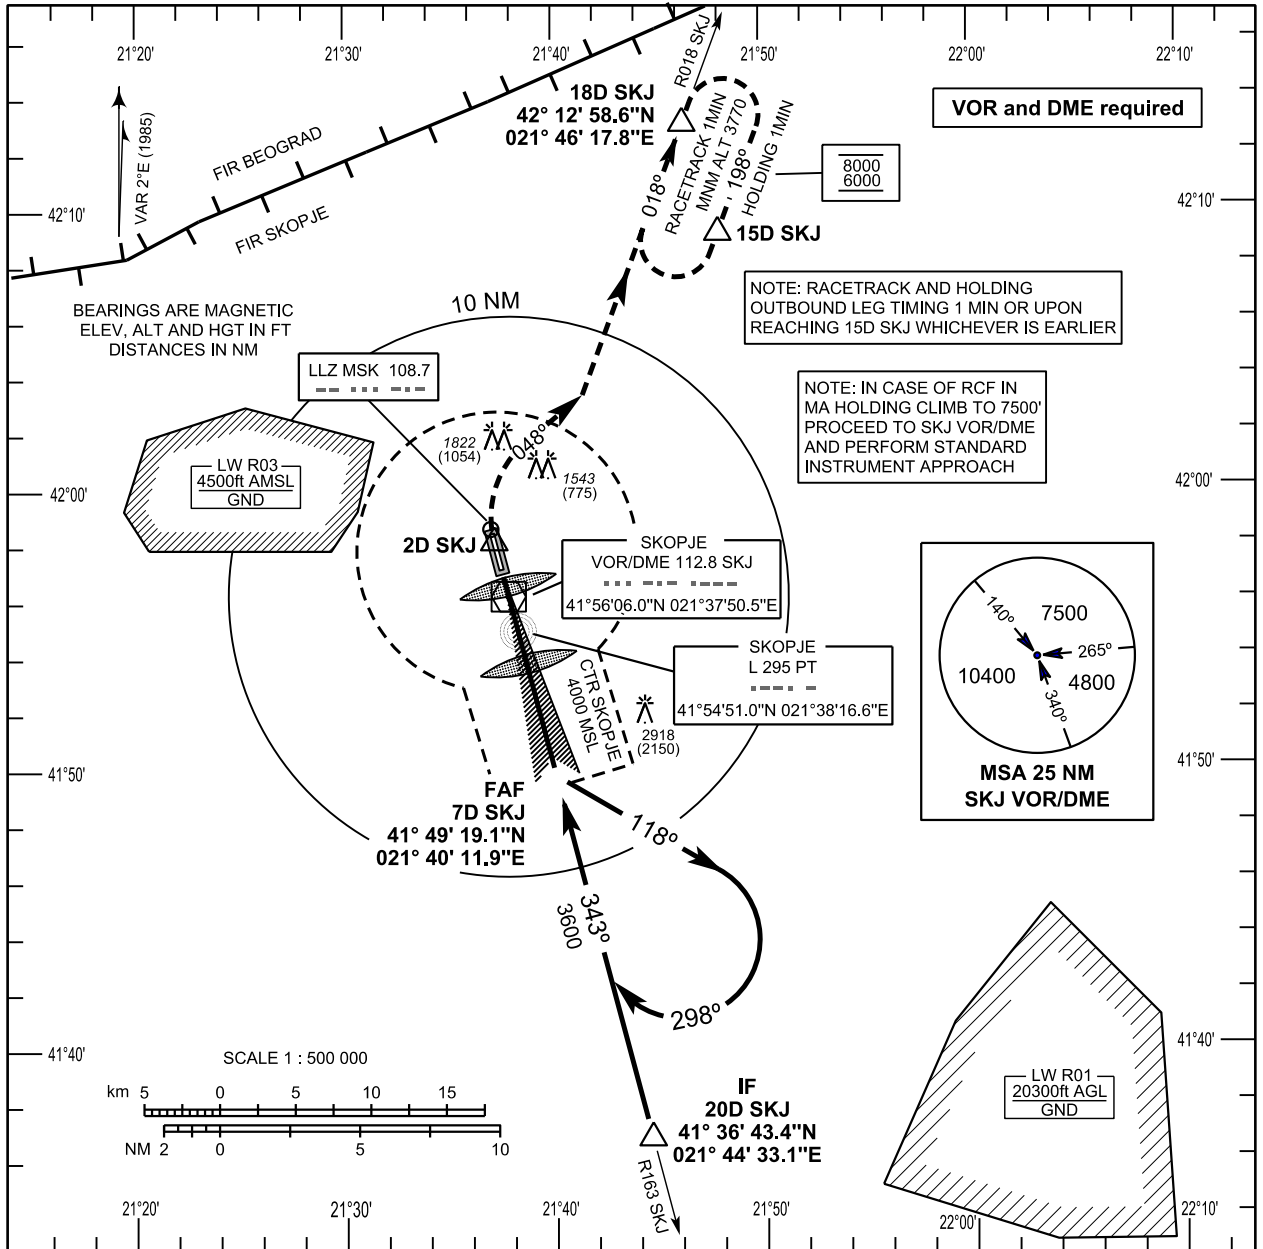 21°20'
21°30'
21°40'
21°50'
22°00'
22°10'
R018 SKJ
18D SKJ
42° 12' 58.6"N
021° 46' 17.8"E
VOR and DME required
VAR 2°E (1985)
FIR BEOGRAD
FIR SKOPJE
018°
RACETRACK 1MIN
MNM ALT 3770
198°
HOLDING 1MIN
8000
6000
42°10'
42°10'
15D SKJ
BEARINGS ARE MAGNETIC
ELEV, ALT AND HGT IN FT
DISTANCES IN NM
10 NM
NOTE: RACETRACK AND HOLDING
OUTBOUND LEG TIMING 1 MIN OR UPON
REACHING 15D SKJ WHICHEVER IS EARLIER
LLZ MSK 108.7
NOTE: IN CASE OF RCF IN
MA HOLDING CLIMB TO 7500'
PROCEED TO SKJ VOR/DME
AND PERFORM STANDARD
INSTRUMENT APPROACH
1822
(1054)
048°
1543
(775)
LW R03
4500ft AMSL
GND
42°00'
42°00'
2D SKJ
SKOPJE
VOR/DME 112.8 SKJ
41°56'06.0"N 021°37'50.5"E
SKOPJE
L 295 PT
41°54'51.0"N 021°38'16.6"E
140°
7500
265°
10400
4800
340°
MSA 25 NM
SKJ VOR/DME
CTR SKOPJE
4000 MSL
2918
(2150)
41°50'
41°50'
FAF
7D SKJ
41° 49' 19.1"N
021° 40' 11.9"E
118°
343°
3600
298°
41°40'
41°40'
SCALE 1 : 500 000
km 5 0 5 10 15
NM 2 0 5 10
IF
20D SKJ
41° 36' 43.4"N
021° 44' 33.1"E
R163 SKJ
LW R01
20300ft AGL
GND
21°20'
21°30'
21°40'
21°50'
22°00'
22°10'